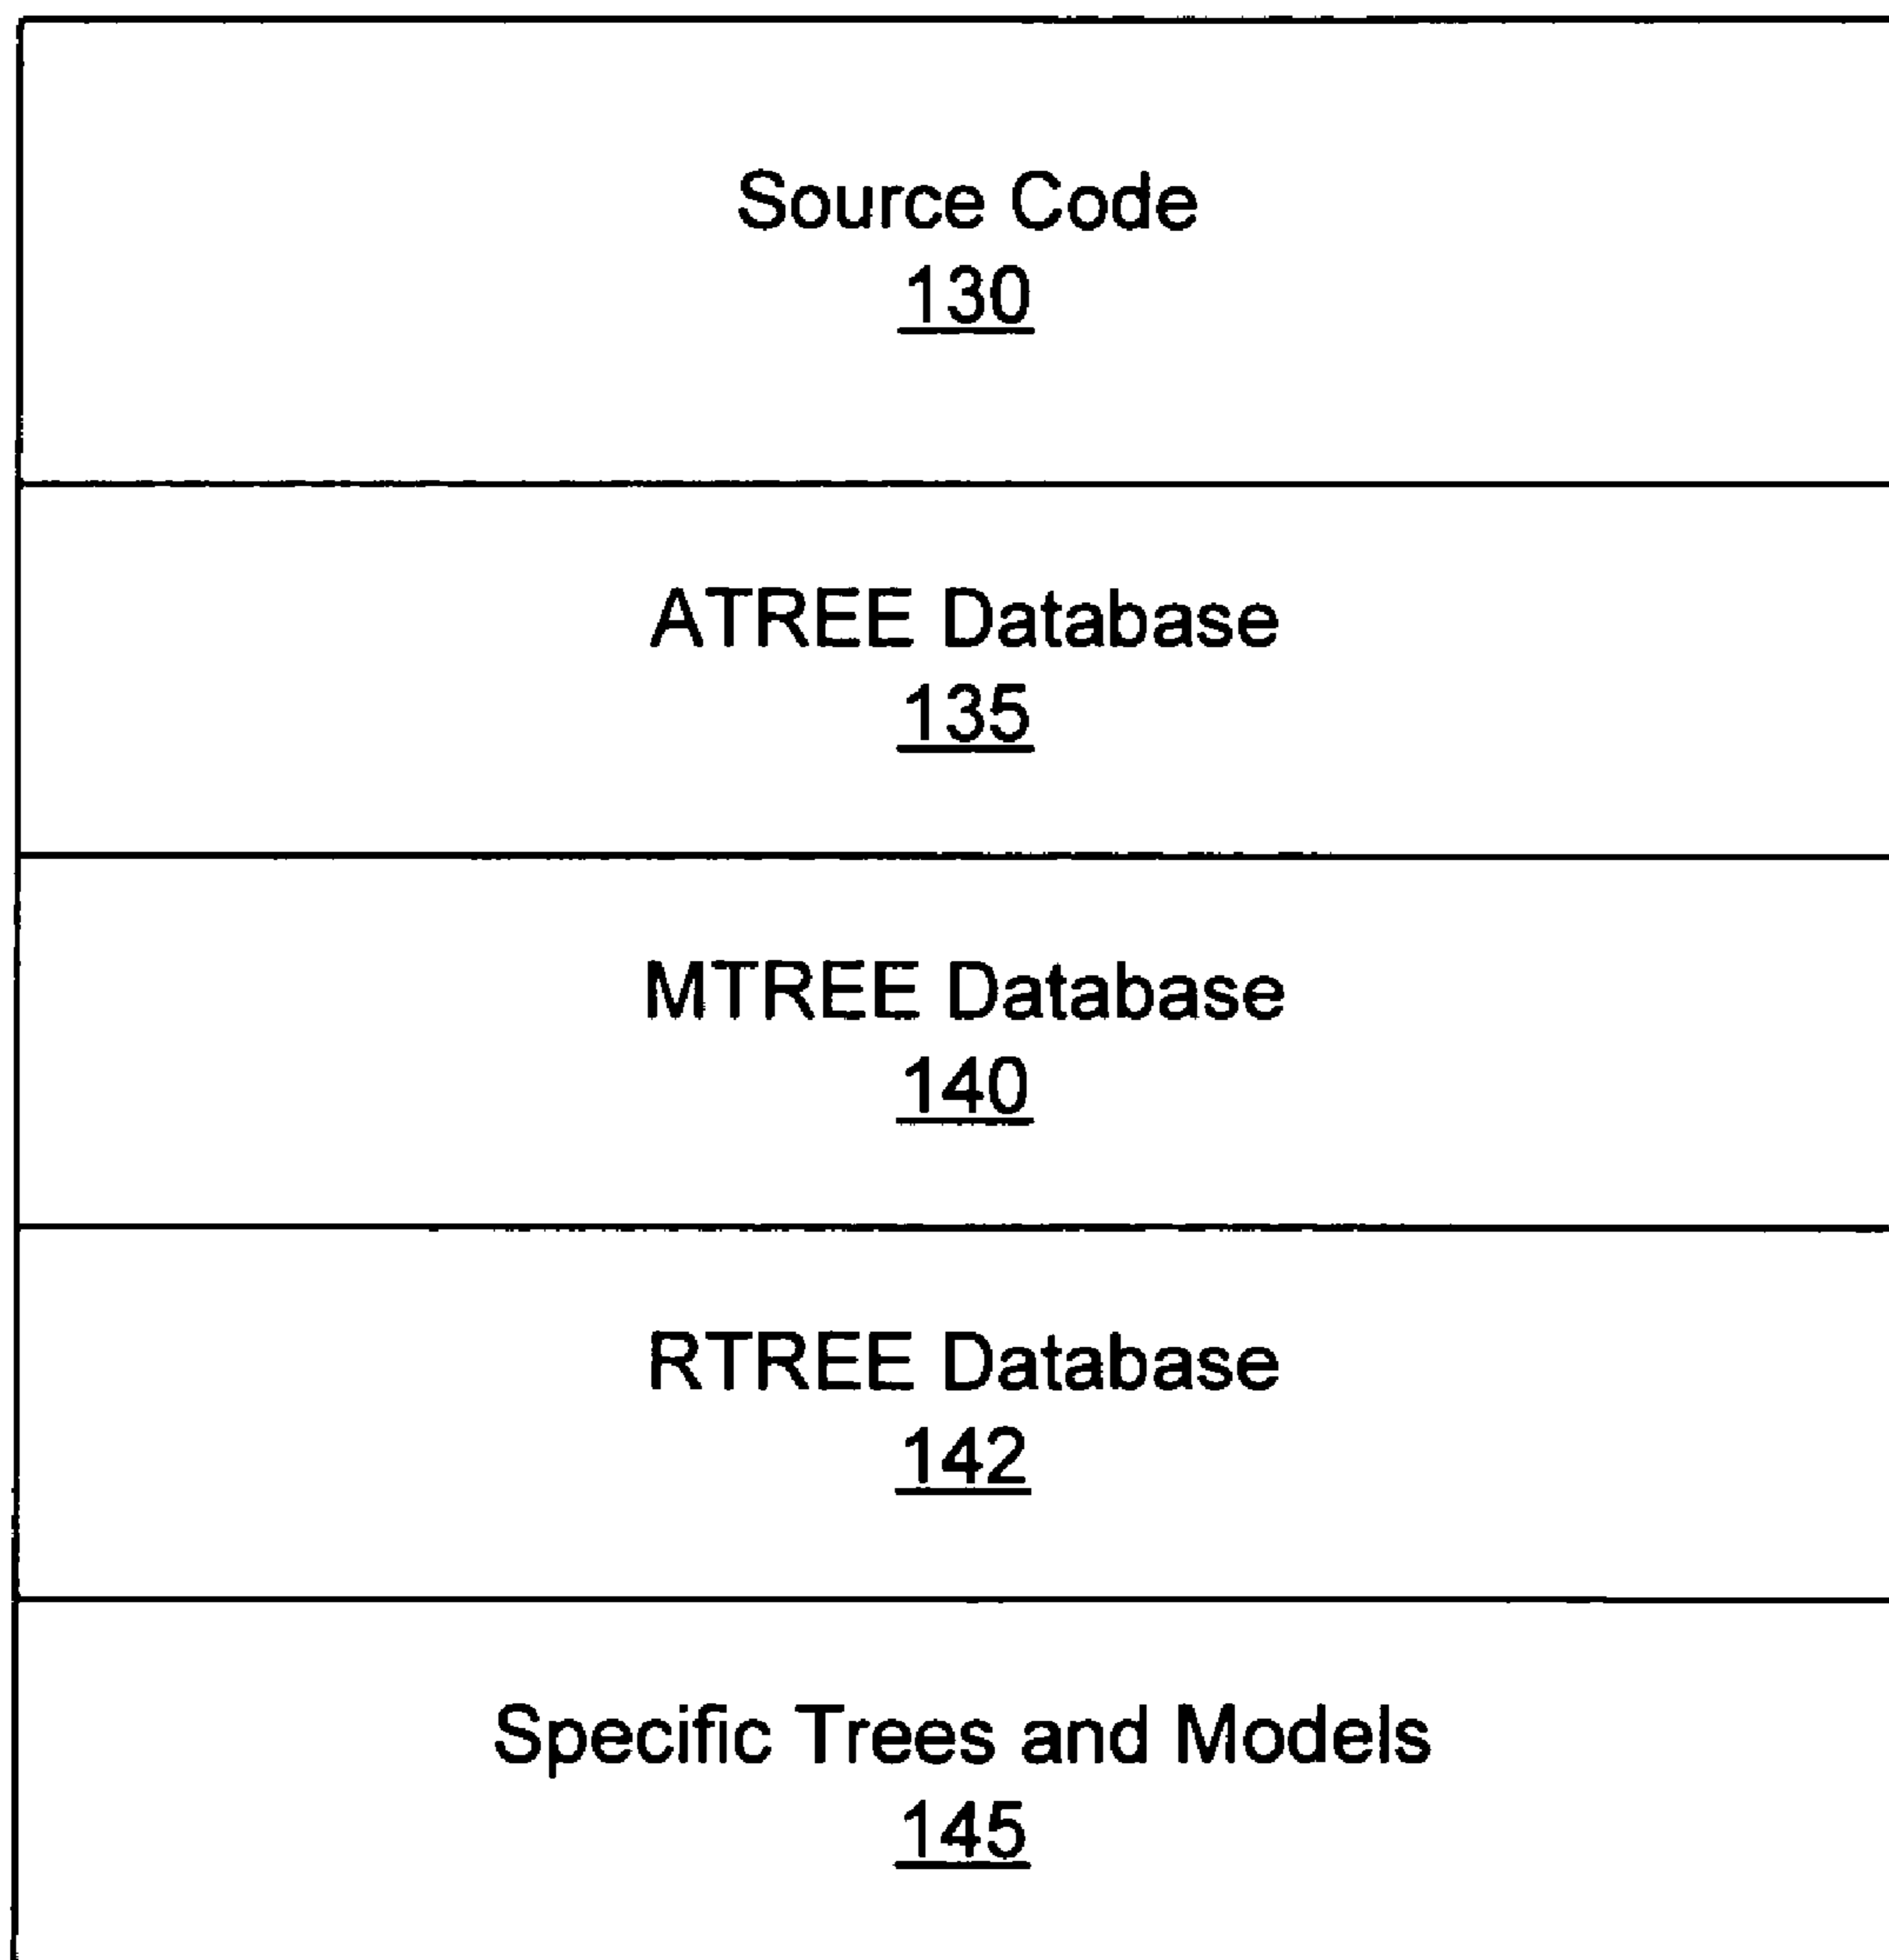 Source Code
130
ATREE Database
135
MTREE Database
140
RTREE Database
142
Specific Trees and Models
145